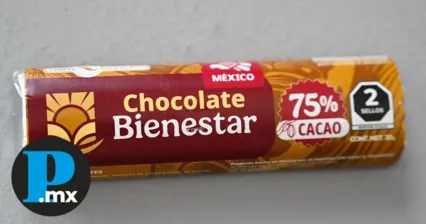 MÉXICO
Chocolate
Bienestar
75%
CACAO
2
SELLOS
P
.mx